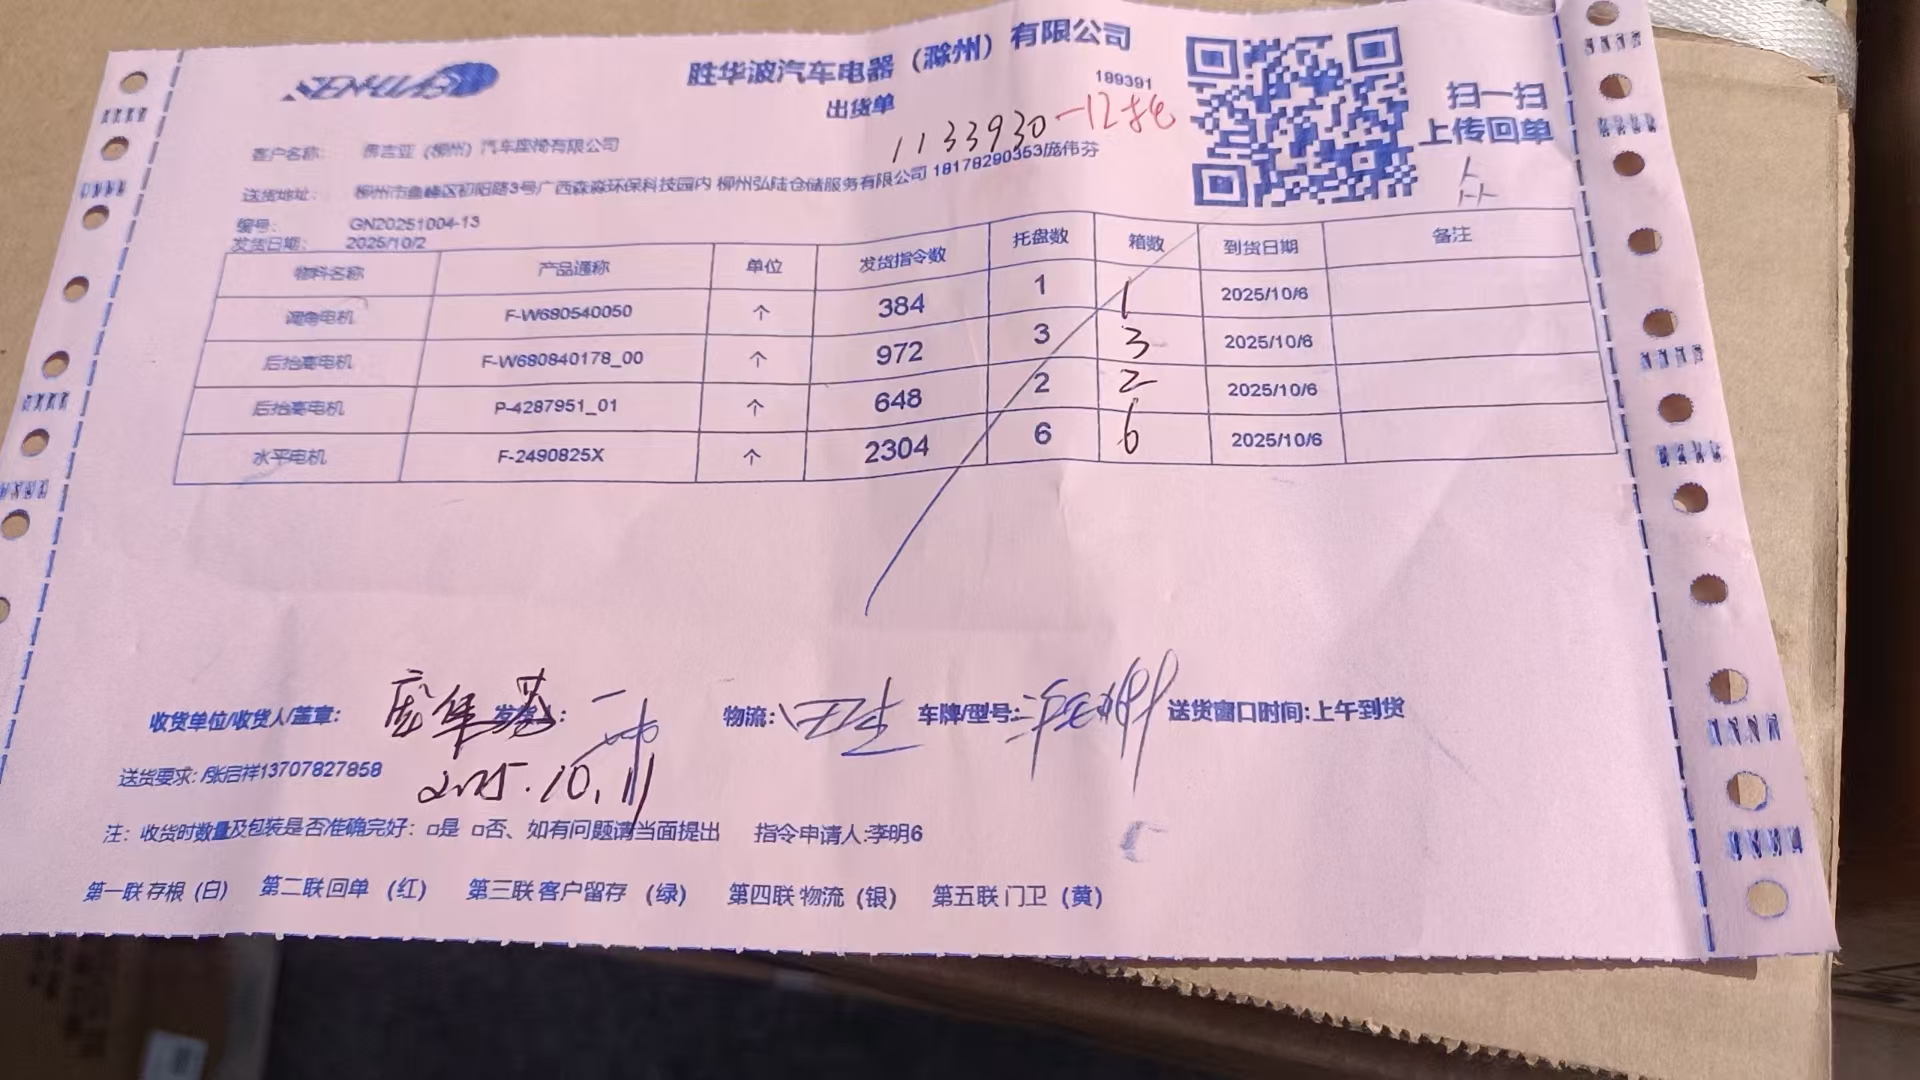 胜华波汽车电器（滁州）有限公司
出货单
189391
1133930-12托
扫一扫
上传回单
客户名称： 佛吉亚（柳州）汽车座椅有限公司
送货地址： 柳州市鱼峰区初阳路3号广西森淼环保科技园内 柳州弘陆仓储服务有限公司 18178290353/庞伟芬
编号： GN20251004-13
发货日期： 2025/10/2
物料名称 产品通称 单位 发货指令数 托盘数 箱数 到货日期 备注
调角电机 F-W680540050 个 384 1 1 2025/10/6
后抬高电机 F-W680840178_00 个 972 3 3 2025/10/6
后抬高电机 P-4287951_01 个 648 2 2 2025/10/6
水平电机 F-2490825X 个 2304 6 6 2025/10/6
收货单位/收货人/盖章： 发货人： 物流： 车牌/型号： 送货窗口时间:上午到货
2025.10.11
送货要求: /张启祥13707827858
注：收货时数量及包装是否准确完好：□是 □否、如有问题请当面提出 指令申请人:李明6
第一联 存根（白） 第二联 回单（红） 第三联 客户留存（绿） 第四联 物流（银） 第五联 门卫（黄）